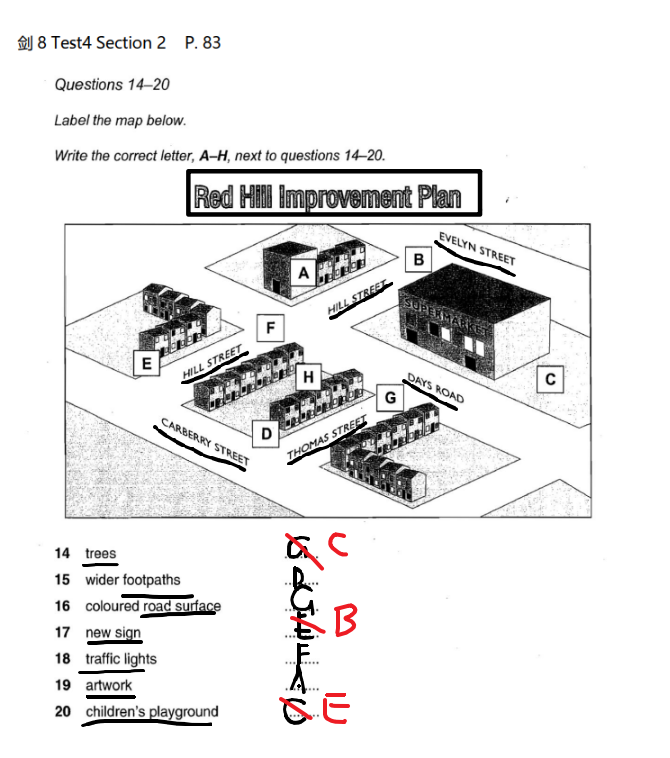 剑 8 Test4 Section 2 P. 83
Questions 14–20
Label the map below.
Write the correct letter, A–H, next to questions 14–20.
Red Hill Improvement Plan
EVELYN STREET
B
A
HILL STREET
SUPERMARKET
F
E
HILL STREET
H
C
DAYS ROAD
G
D
CARBERRY STREET
THOMAS STREET
14 trees G C
15 wider footpaths D
16 coloured road surface G
17 new sign E B
18 traffic lights F
19 artwork A
20 children's playground C E